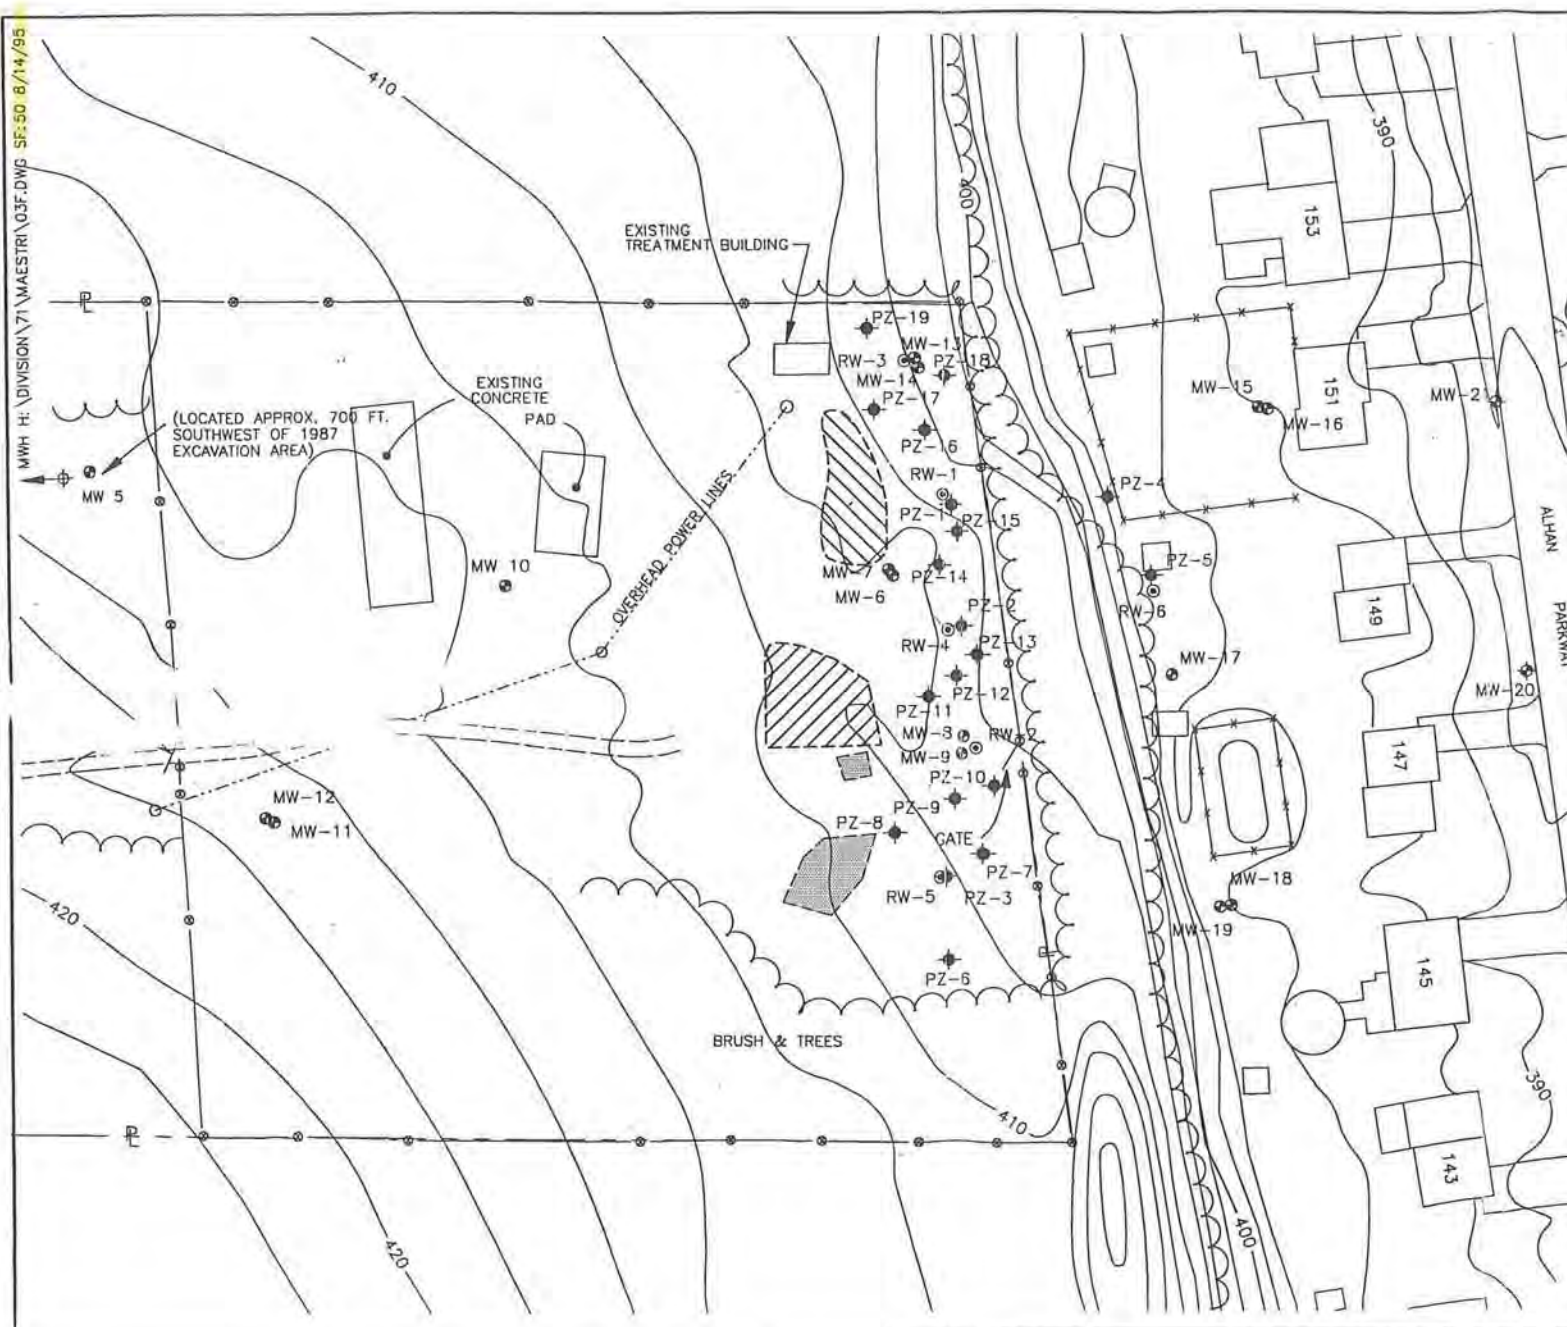 MWH H:\DIVISION\71\MAESTRI\03F.DWG SF:50 8/14/95
410
400
390
EXISTING
TREATMENT BUILDING
153
PL
PZ-19
MW-13
RW-3
PZ-18
MW-14
PZ-17
PZ-16
EXISTING
CONCRETE
PAD
(LOCATED APPROX. 700 FT.
SOUTHWEST OF 1987
EXCAVATION AREA)
MW 5
MW-15
MW-16
151
MW-21
RW-1
PZ-1
PZ-15
PZ-4
OVERHEAD POWER LINES
ALHAN
PARKWAY
MW 10
MW-7
MW-6
PZ-14
PZ-5
RW-6
149
PZ-2
RW-4
PZ-13
PZ-12
PZ-11
MW-17
MW-20
MW-8
RW-2
MW-9
PZ-10
PZ-9
147
MW-12
MW-11
PZ-8
GATE
PZ-7
RW-5
PZ-3
MW-18
MW-19
420
PZ-6
145
BRUSH & TREES
410
390
PL
143
420
400